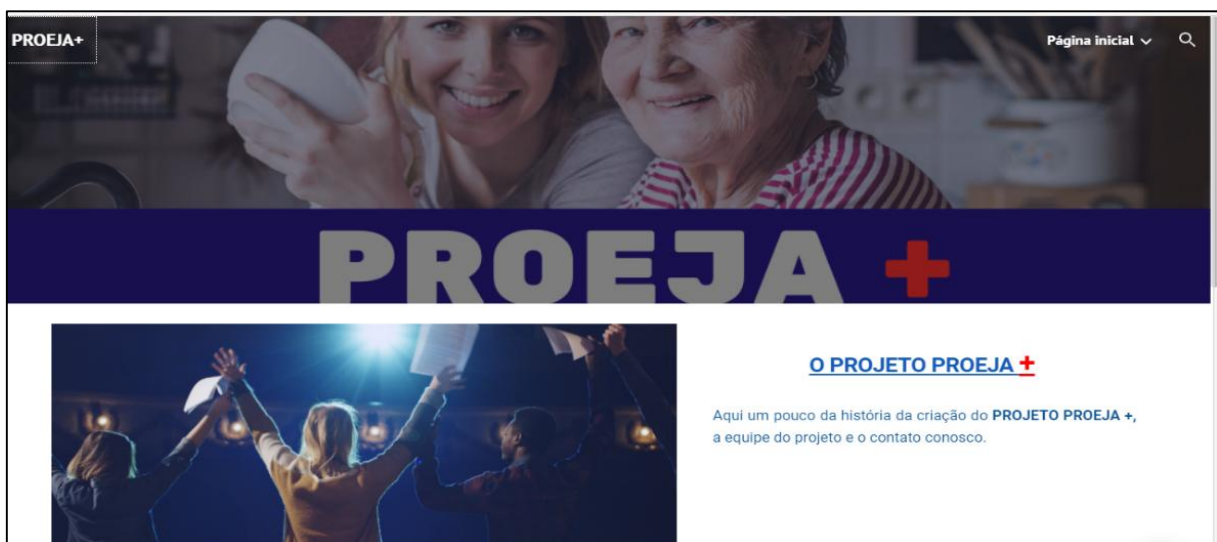 PROEJA+
Página inicial
PROEJA +
O PROJETO PROEJA +
Aqui um pouco da história da criação do PROJETO PROEJA +,
a equipe do projeto e o contato conosco.